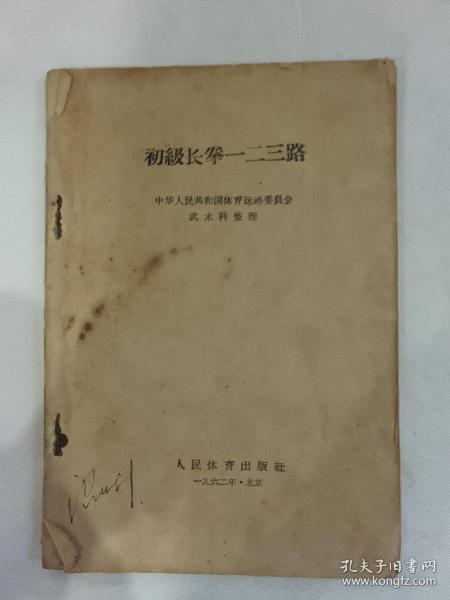 初級长拳一二三路
中华人民共和国体育运动委員会
武术科整理
人民体育出版社
一九六二年·北京
孔夫子旧书网
www.kongfz.com